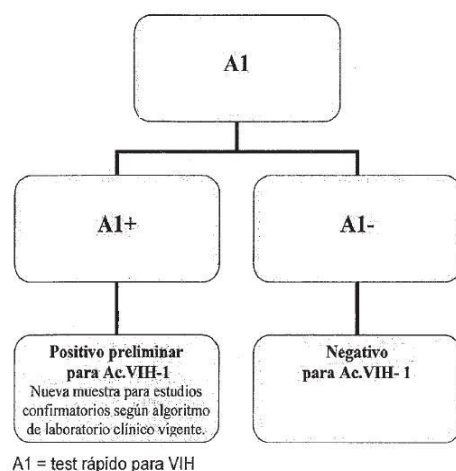 A1
A1+
A1-
Positivo preliminar
para Ac.VIH-1
Nueva muestra para estudios
confirmatorios según algoritmo
de laboratorio clínico vigente.
Negativo
para Ac.VIH- 1
A1 = test rápido para VIH